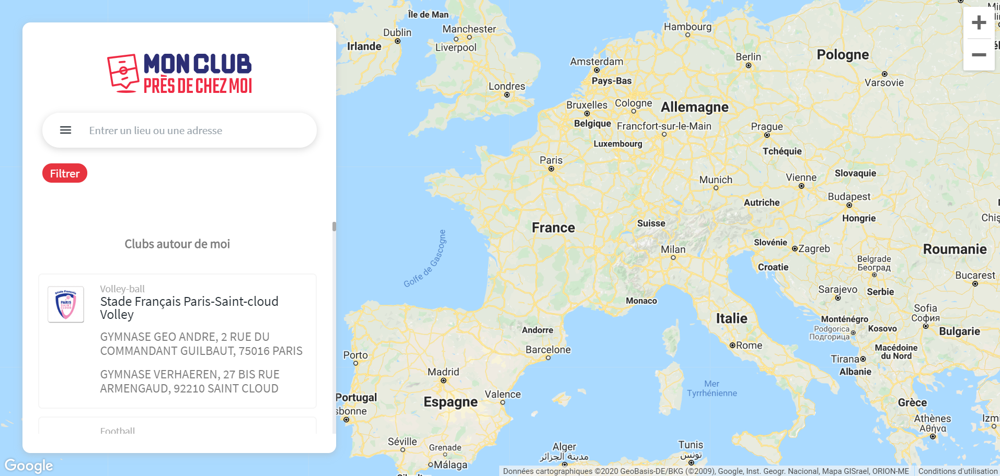 MON CLUB
PRÈS DE CHEZ MOI
Entrer un lieu ou une adresse
Filtrer
Clubs autour de moi
Volley-ball
Stade Français Paris-Saint-cloud
Volley
GYMNASE GEO ANDRE, 2 RUE DU
COMMANDANT GUILBAUT, 75016 PARIS
GYMNASE VERHAEREN, 27 BIS RUE
ARMENGAUD, 92210 SAINT CLOUD
Football
Stade Français
PARIS
SAINT
CLOUD
Île de Man
Dublin
Manchester
Irlande
Liverpool
Londres
Hambourg
Amsterdam
Pays-Bas
Berlin
Pologne
Varsovie
Bruxelles
Cologne
Allemagne
Belgique
Francfort-sur-le-Main
Prague
Luxembourg
Tchéquie
Paris
Munich
Vienne
Slovaquie
Autriche
Budapest
Hongrie
France
Suisse
Golfe de Gascogne
Milan
Slovénie
Zagreb
Croatie
Roumanie
Belgrade
Београд
Bucarest
Sarajevo
Serbie
Monaco
Italie
Sofia
София
Monténégro
Podgorica
Подгорица
Kosovo
Bulgarie
Andorre
Barcelone
Rome
Macédoine
du Nord
Porto
Tirana
Albanie
Madrid
Mer
Tyrrhénienne
Portugal
Espagne
Valence
Grèce
sbonne
Athènes
Αθήνα
Izmi
Séville
Grenade
Málaga
Alger
مدينة الجزائر
Tunis
تونس
Google
Données cartographiques ©2020 GeoBasis-DE/BKG (©2009), Google, Inst. Geogr. Nacional, Mapa GISrael, ORION-ME
Conditions d'utilisation